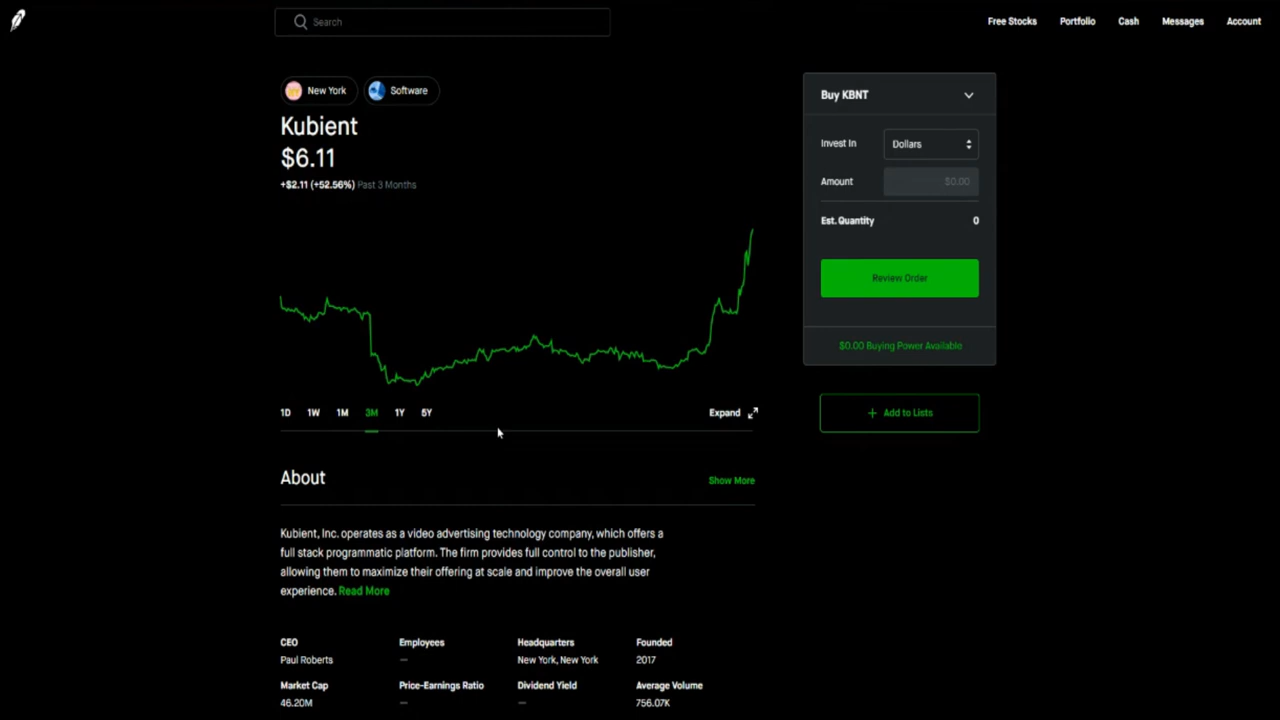 Search
Free Stocks Portfolio Cash Messages Account
New York Software
Kubient
$6.11
+$2.11 (+52.56%) Past 3 Months
1D 1W 1M 3M 1Y 5Y Expand
Buy KBNT
Invest In Dollars
Amount $0.00
Est. Quantity 0
Review Order
$0.00 Buying Power Available
+ Add to Lists
About Show More
Kubient, Inc. operates as a video advertising technology company, which offers a
full stack programmatic platform. The firm provides full control to the publisher,
allowing them to maximize their offering at scale and improve the overall user
experience. Read More
CEO Employees Headquarters Founded
Paul Roberts — New York, New York 2017
Market Cap Price-Earnings Ratio Dividend Yield Average Volume
46.20M — — 756.07K